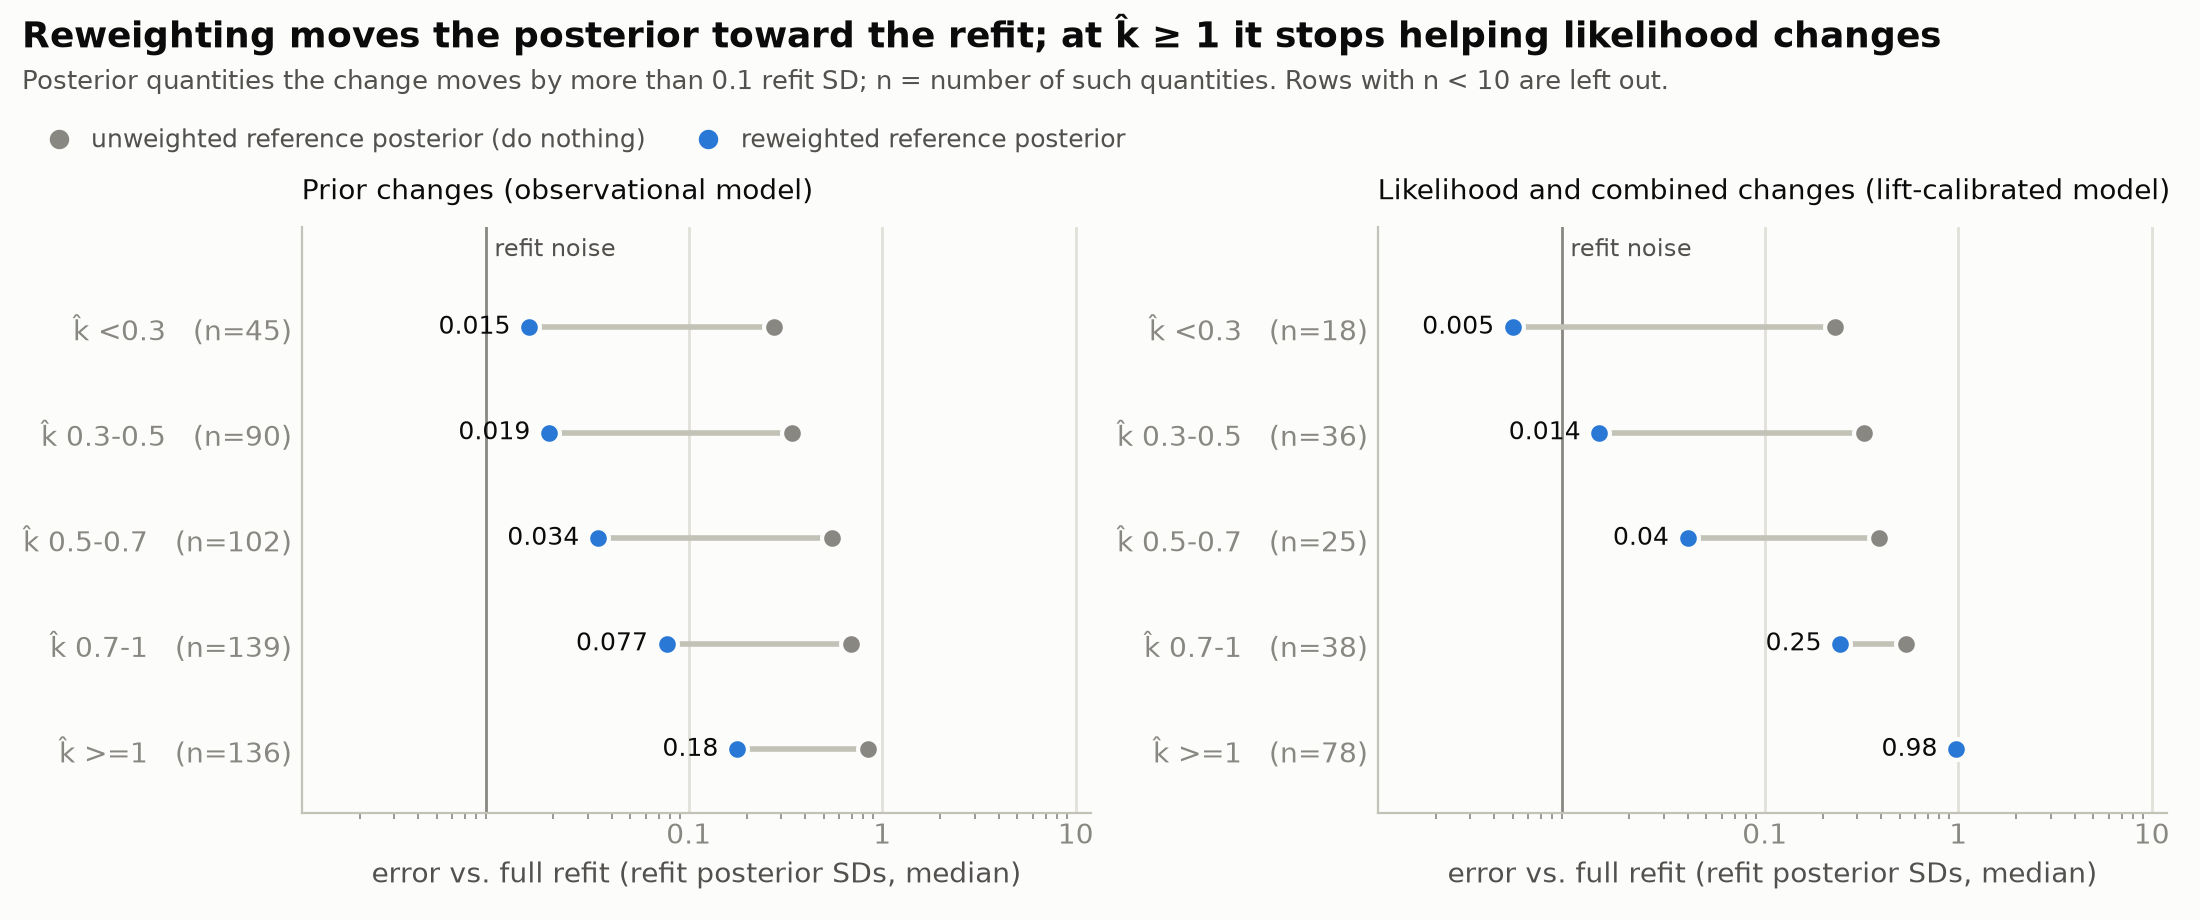 Reweighting moves the posterior toward the refit; at k̂ ≥ 1 it stops helping likelihood changes
Posterior quantities the change moves by more than 0.1 refit SD; n = number of such quantities. Rows with n < 10 are left out.
unweighted reference posterior (do nothing)
reweighted reference posterior
Prior changes (observational model)
refit noise
k̂ <0.3 (n=45)
0.015
k̂ 0.3-0.5 (n=90)
0.019
k̂ 0.5-0.7 (n=102)
0.034
k̂ 0.7-1 (n=139)
0.077
k̂ >=1 (n=136)
0.18
0.1 1 10
error vs. full refit (refit posterior SDs, median)
Likelihood and combined changes (lift-calibrated model)
refit noise
k̂ <0.3 (n=18)
0.005
k̂ 0.3-0.5 (n=36)
0.014
k̂ 0.5-0.7 (n=25)
0.04
k̂ 0.7-1 (n=38)
0.25
k̂ >=1 (n=78)
0.98
0.1 1 10
error vs. full refit (refit posterior SDs, median)